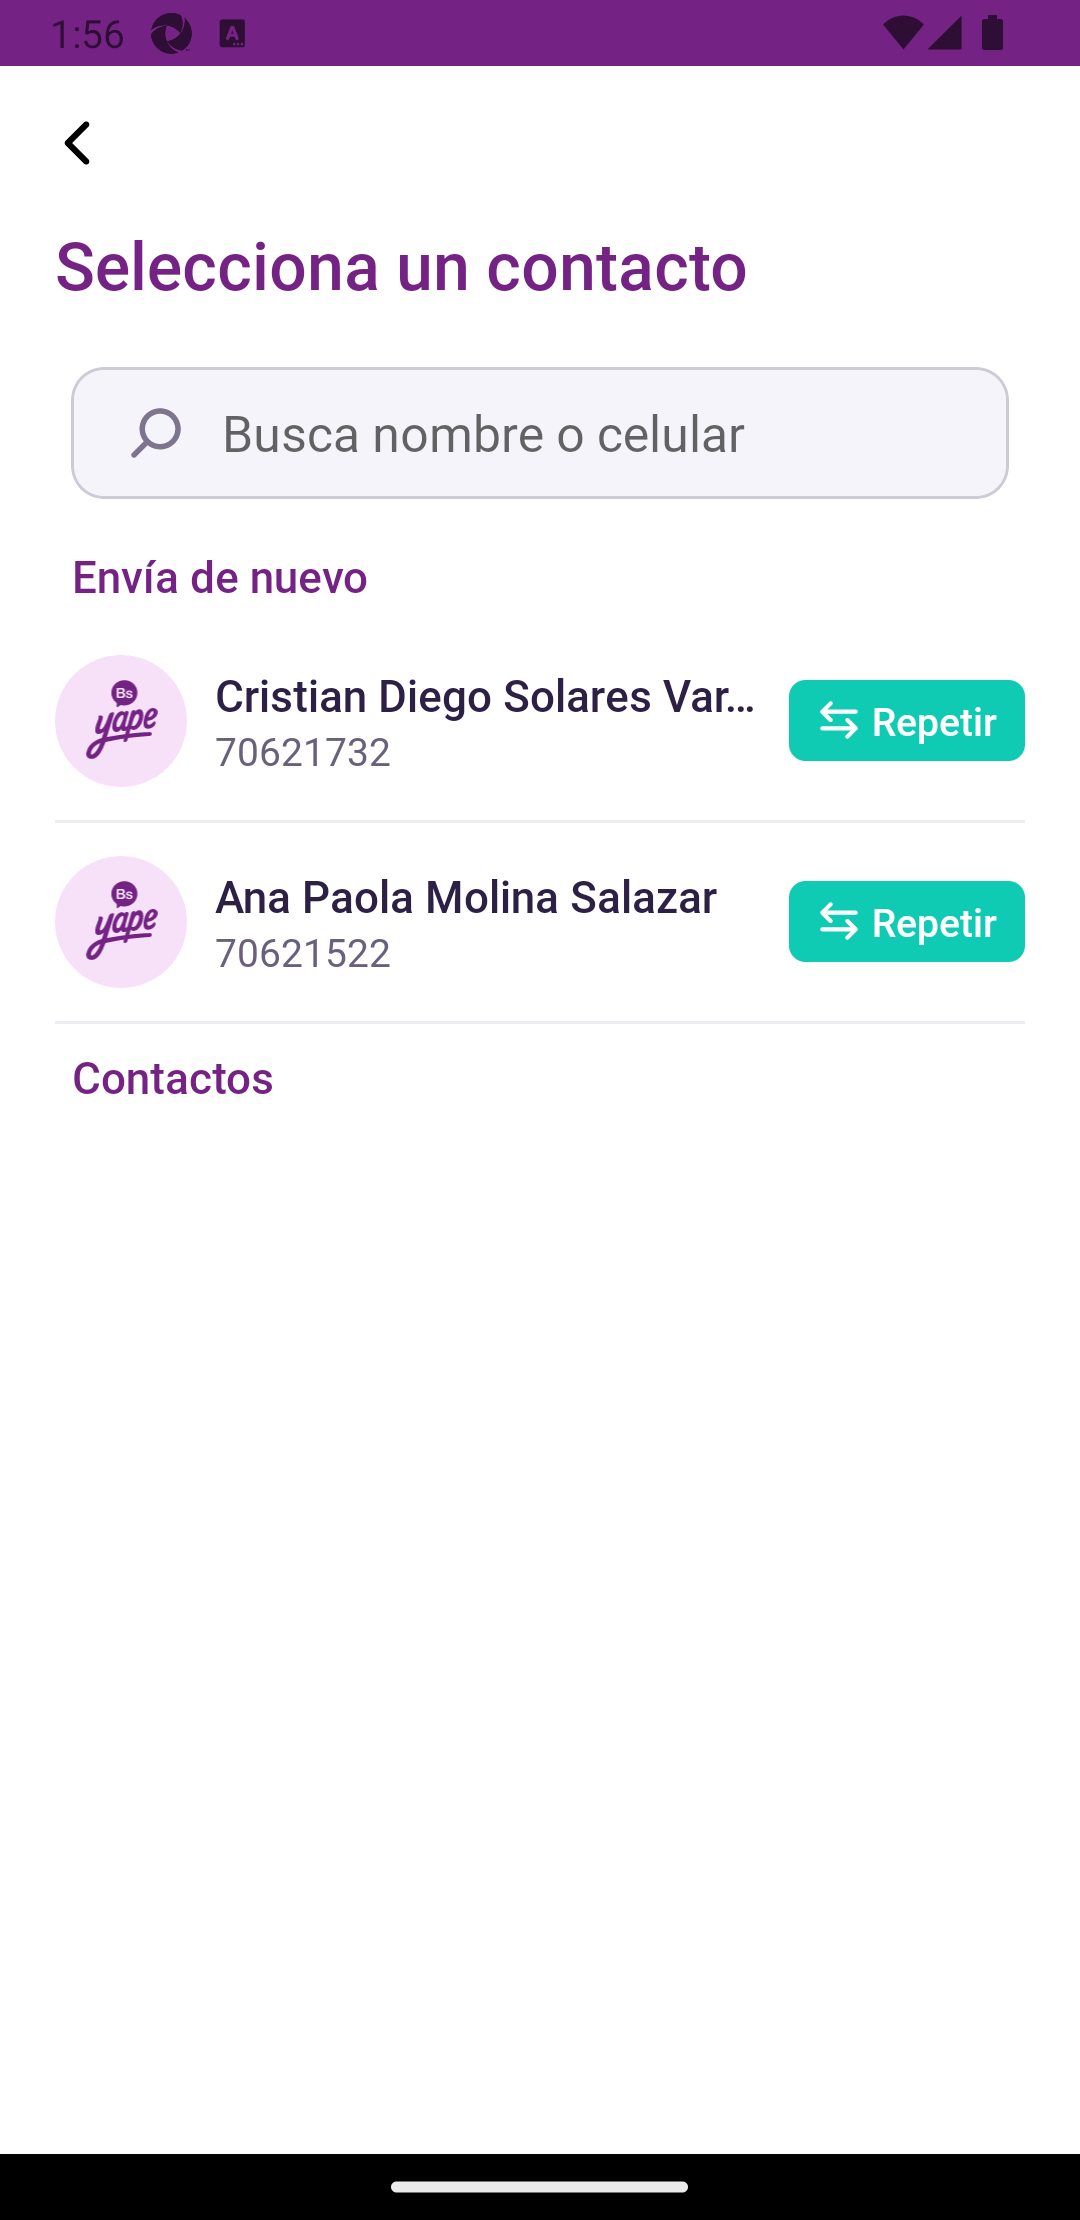 1:56
Selecciona un contacto
Busca nombre o celular
Envía de nuevo
Bs
yape
Cristian Diego Solares Var...
70621732
Repetir
Bs
yape
Ana Paola Molina Salazar
70621522
Repetir
Contactos